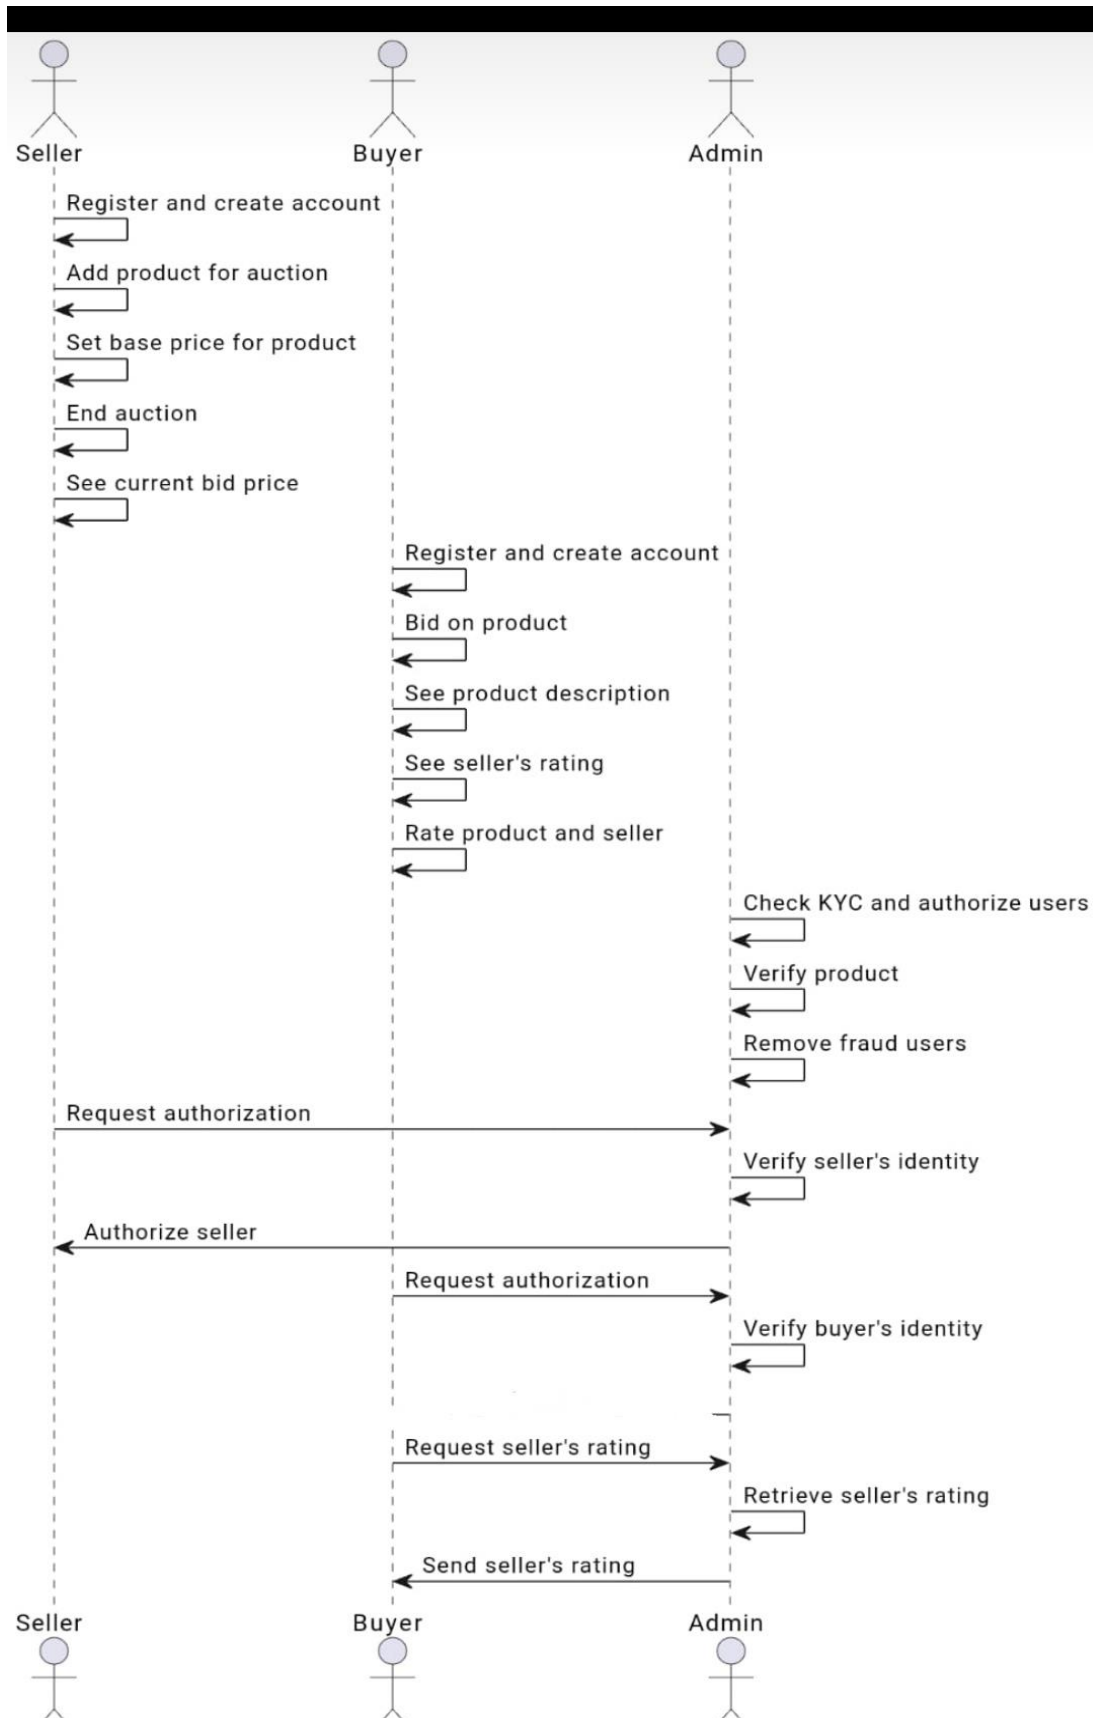 Seller Buyer Admin
Register and create account
Add product for auction
Set base price for product
End auction
See current bid price
Register and create account
Bid on product
See product description
See seller's rating
Rate product and seller
Check KYC and authorize users
Verify product
Remove fraud users
Request authorization
Verify seller's identity
Authorize seller
Request authorization
Verify buyer's identity
Request seller's rating
Retrieve seller's rating
Send seller's rating
Seller Buyer Admin